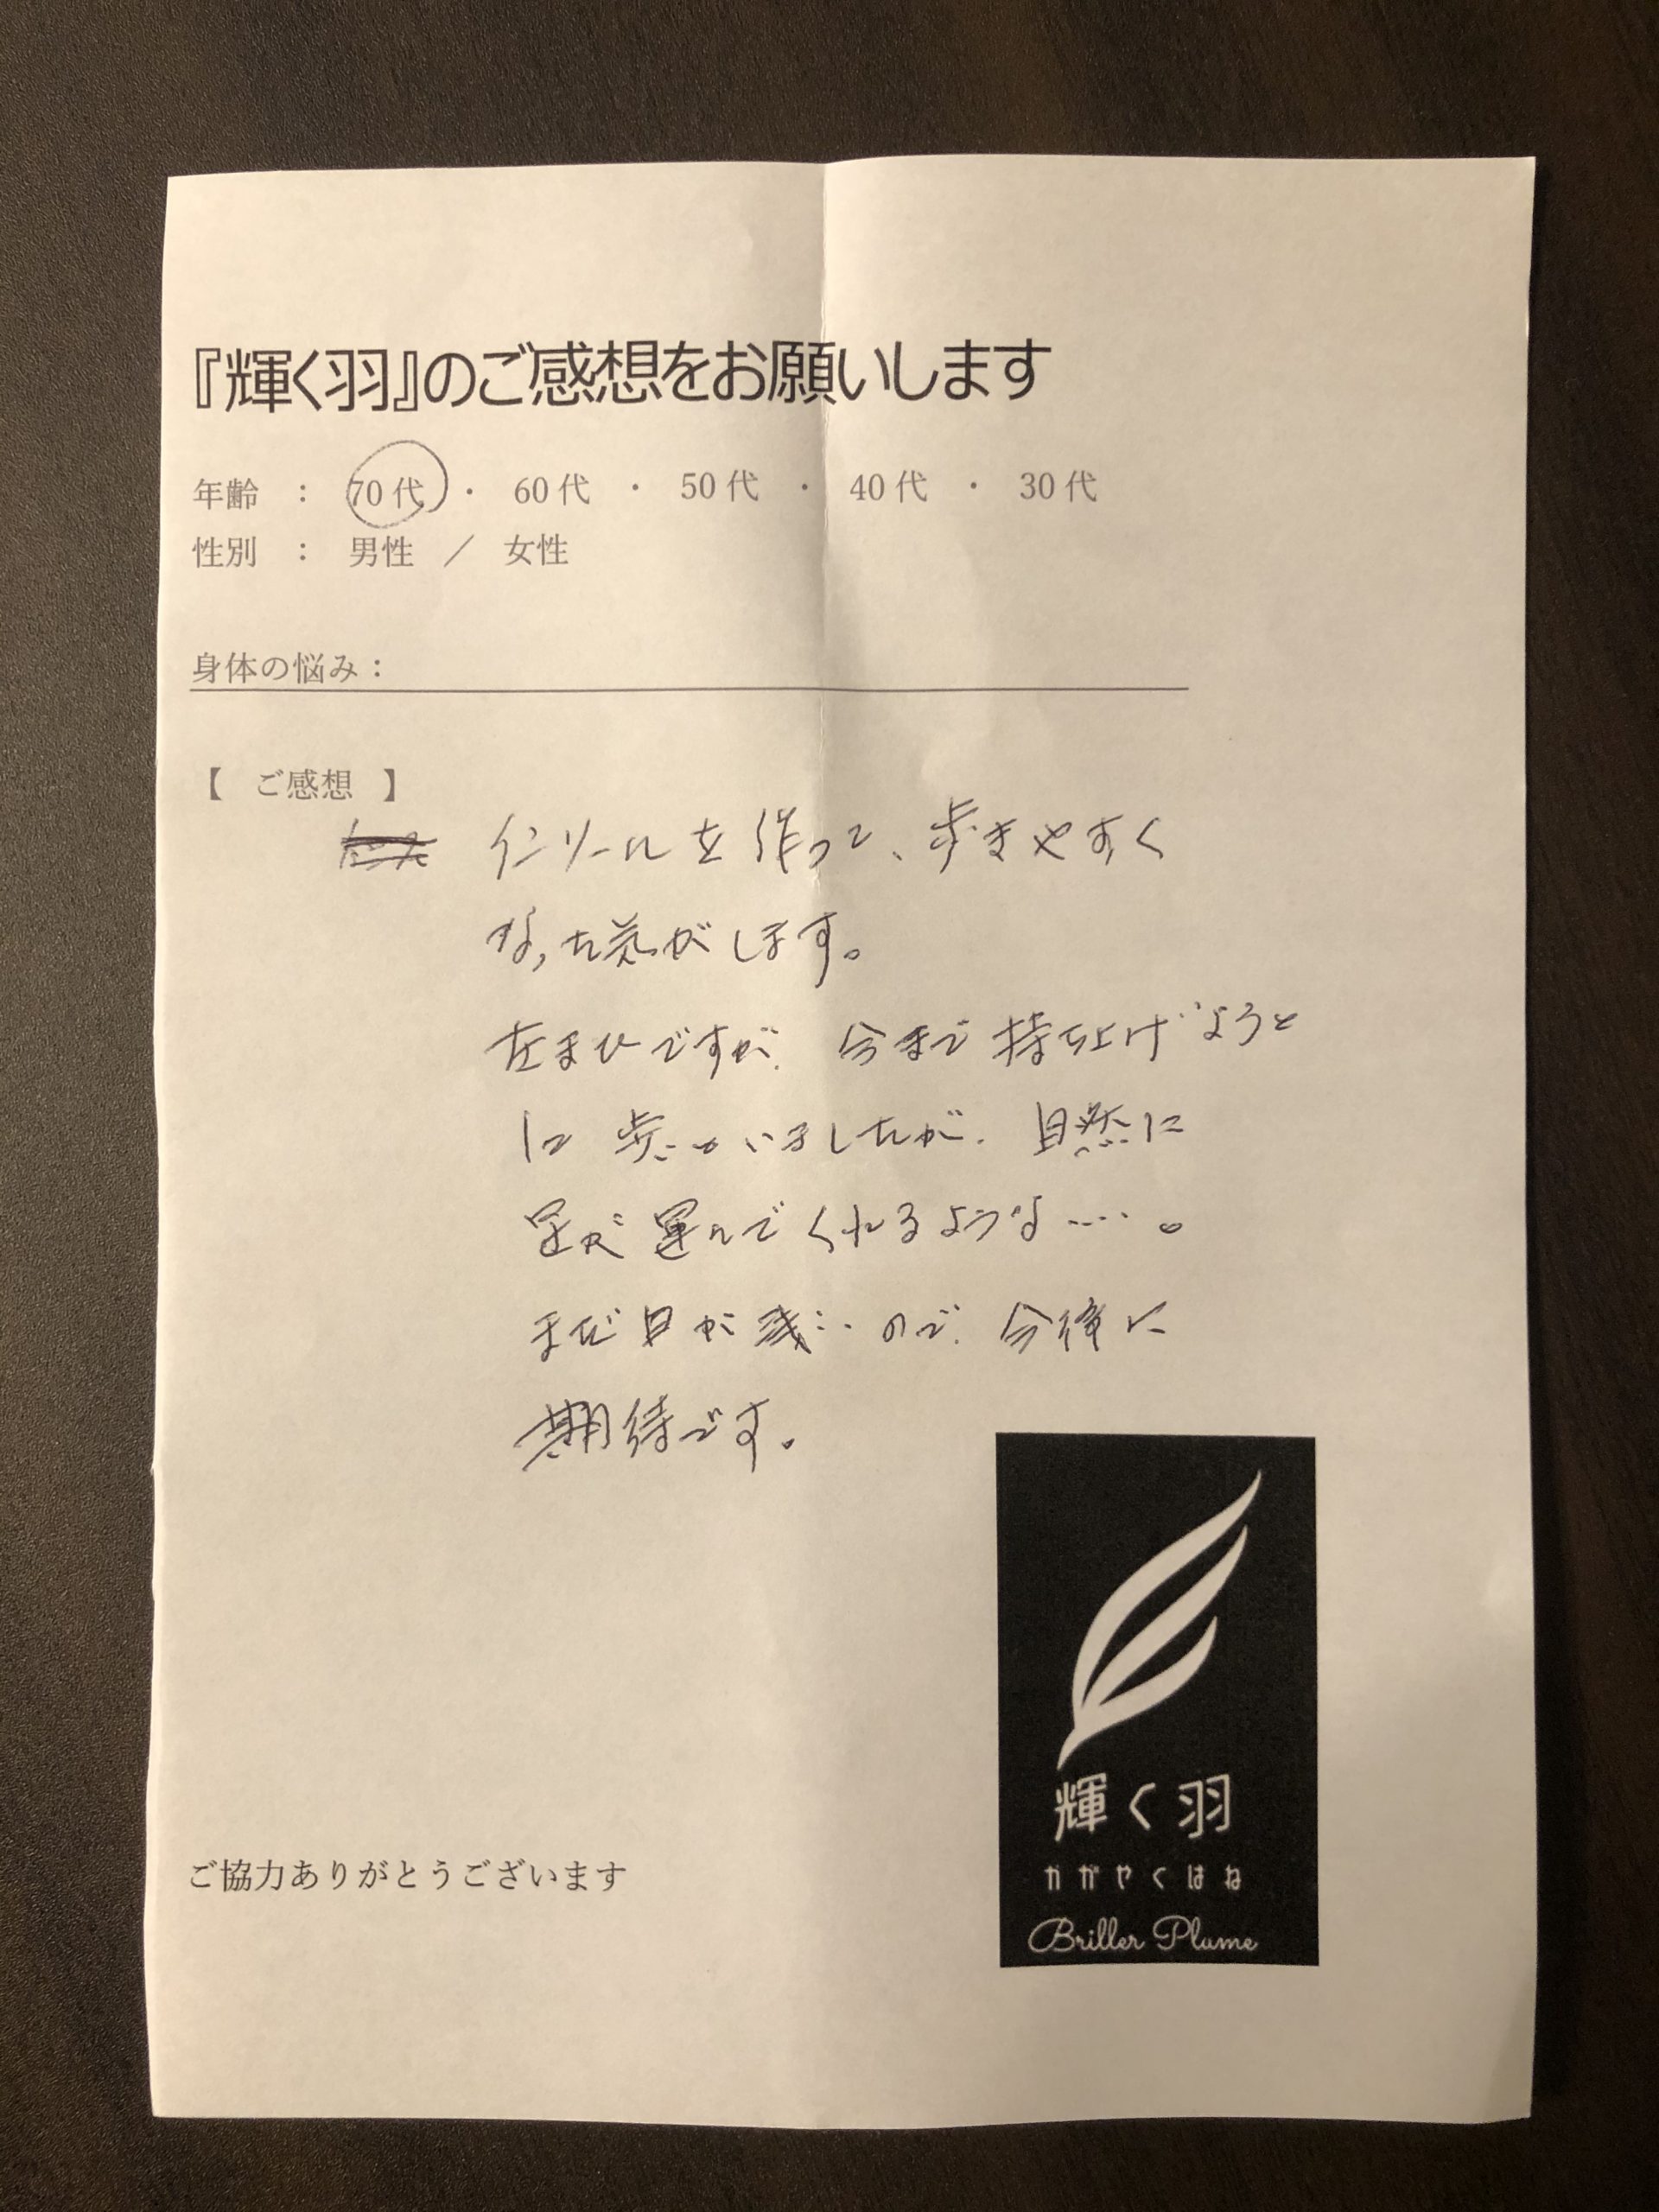 『輝く羽』のご感想をお願いします
年齢 : 70代 ・ 60代 ・ 50代 ・ 40代 ・ 30代
性別 : 男性 / 女性
身体の悩み:
【 ご感想 】
インソールを作って、歩きやすく
なった気がします。
左まひですが、今まで持ち上げようと
に歩いていましたが、自然に
足が運んでくれるような……。
まだ日が浅いので、今後に
期待です。
輝く羽
かがやくはね
Briller Plume
ご協力ありがとうございます